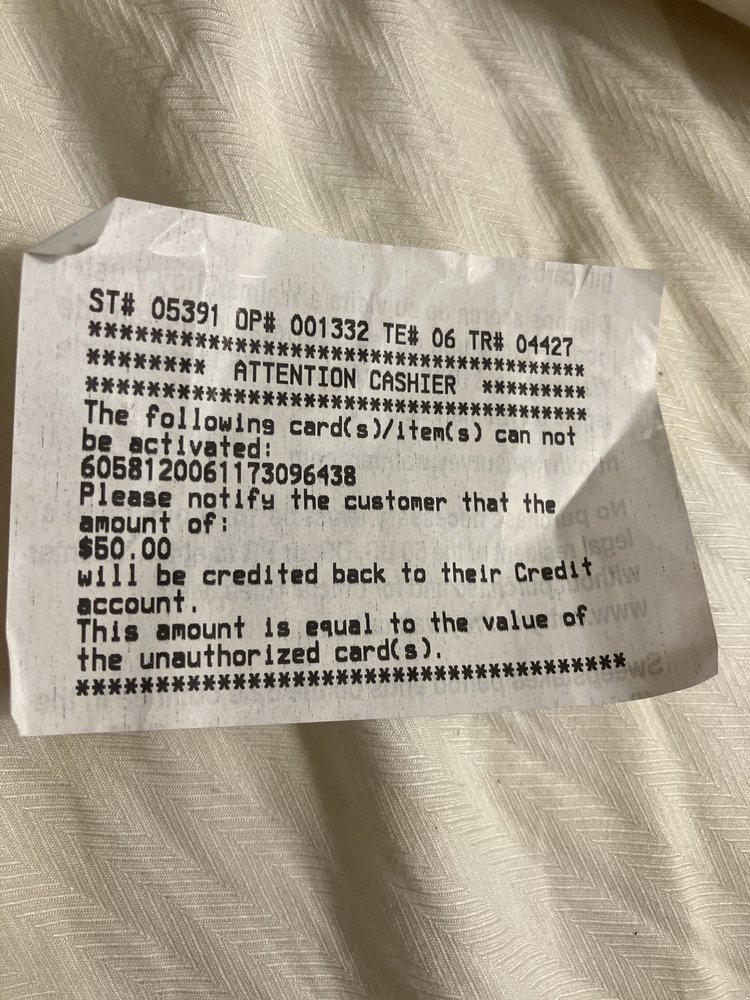 ST# 05391 OP# 001332 TE# 06 TR# 04427
************************************
******** ATTENTION CASHIER *********
************************************
The following card(s)/item(s) can not
be activated:
6058120061173096438
Please notify the customer that the
amount of:
$50.00
will be credited back to their Credit
account.
This amount is equal to the value of
the unauthorized card(s).
************************************